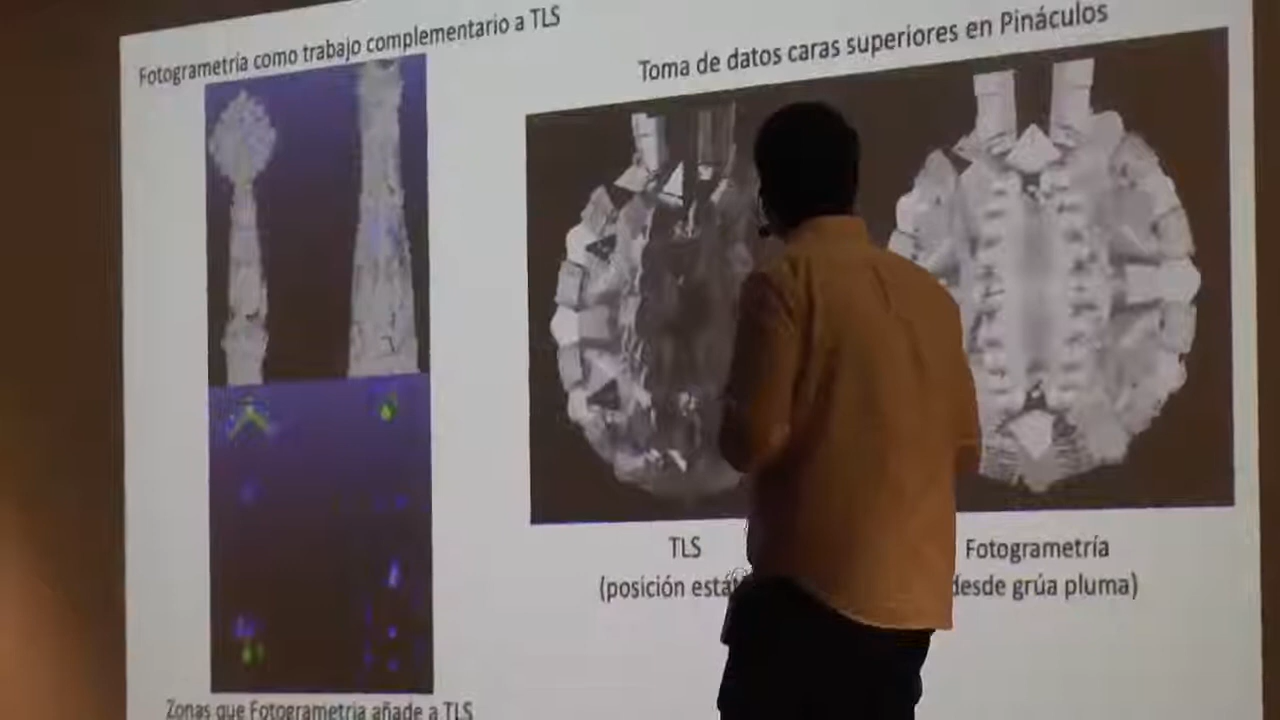 Fotogrametría como trabajo complementario a TLS
Toma de datos caras superiores en Pináculos
TLS
(posición está
Fotogrametría
desde grúa pluma)
Zonas que Fotogrametria añade a TLS